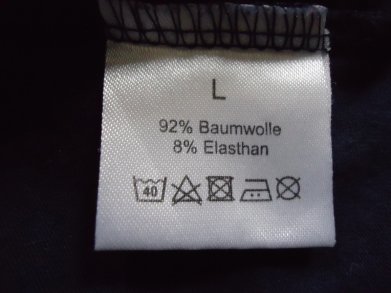 L
92% Baumwolle
8% Elasthan
40